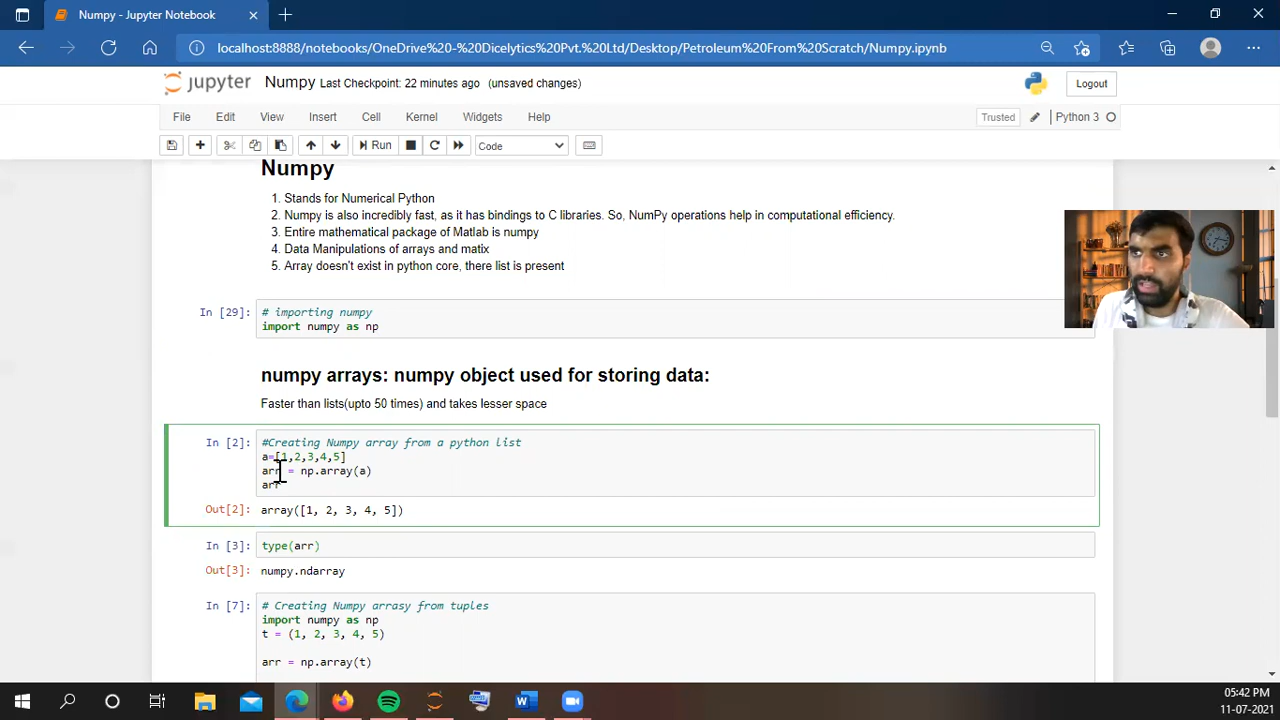 Numpy - Jupyter Notebook
localhost:8888/notebooks/OneDrive%20-%20Dicelytics%20Pvt.%20Ltd/Desktop/Petroleum%20From%20Scratch/Numpy.ipynb
jupyter Numpy Last Checkpoint: 22 minutes ago (unsaved changes) Logout
File Edit View Insert Cell Kernel Widgets Help Trusted Python 3
Run Code
Numpy
1. Stands for Numerical Python
2. Numpy is also incredibly fast, as it has bindings to C libraries. So, NumPy operations help in computational efficiency.
3. Entire mathematical package of Matlab is numpy
4. Data Manipulations of arrays and matix
5. Array doesn't exist in python core, there list is present
In [29]: # importing numpy
import numpy as np
numpy arrays: numpy object used for storing data:
Faster than lists(upto 50 times) and takes lesser space
In [2]: #Creating Numpy array from a python list
a=[1,2,3,4,5]
arr = np.array(a)
arr
Out[2]: array([1, 2, 3, 4, 5])
In [3]: type(arr)
Out[3]: numpy.ndarray
In [7]: # Creating Numpy arrasy from tuples
import numpy as np
t = (1, 2, 3, 4, 5)
arr = np.array(t)
05:42 PM
11-07-2021